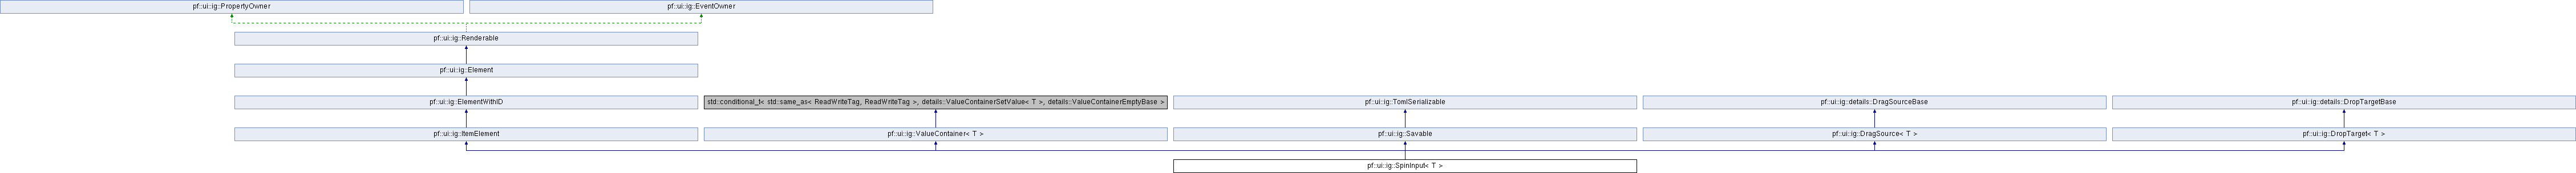 pf::ui::ig::PropertyOwner
pf::ui::ig::EventOwner
pf::ui::ig::Renderable
pf::ui::ig::Element
pf::ui::ig::ElementWithID
std::conditional_t< std::same_as< ReadWriteTag, ReadWriteTag >, details::ValueContainerSetValue< T >, details::ValueContainerEmptyBase >
pf::ui::ig::TomlSerializable
pf::ui::ig::details::DragSourceBase
pf::ui::ig::details::DropTargetBase
pf::ui::ig::ItemElement
pf::ui::ig::ValueContainer< T >
pf::ui::ig::Savable
pf::ui::ig::DragSource< T >
pf::ui::ig::DropTarget< T >
pf::ui::ig::SpinInput< T >